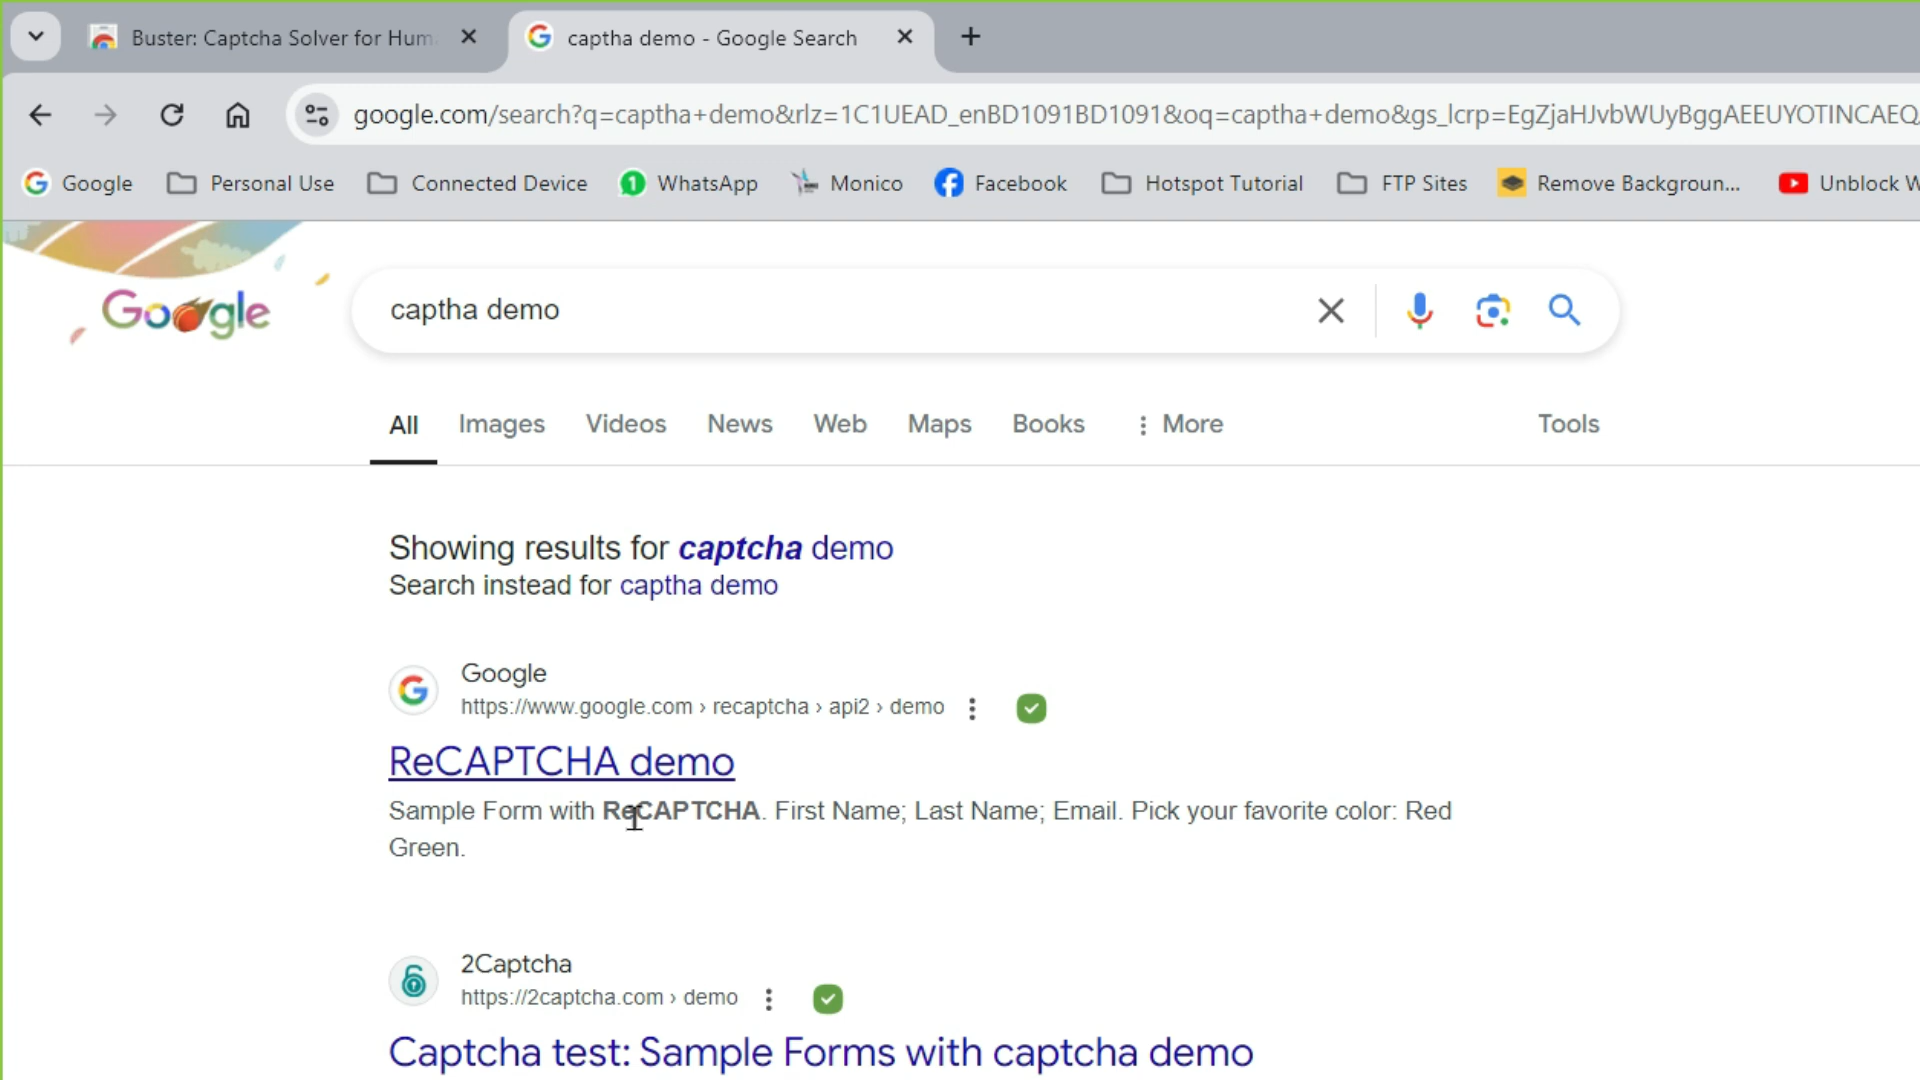 Buster: Captcha Solver for Hum
captha demo - Google Search
google.com/search?q=captha+demo&rlz=1C1UEAD_enBD1091BD1091&oq=captha+demo&gs_lcrp=EgZjaHJvbWUyBggAEEUYOTINCAEQ
Google
Personal Use
Connected Device
WhatsApp
Monico
Facebook
Hotspot Tutorial
FTP Sites
Remove Backgroun...
Unblock W
Google
captha demo
All
Images
Videos
News
Web
Maps
Books
More
Tools
Showing results for captcha demo
Search instead for captha demo
Google
https://www.google.com › recaptcha › api2 › demo
ReCAPTCHA demo
Sample Form with ReCAPTCHA. First Name; Last Name; Email. Pick your favorite color: Red
Green.
2Captcha
https://2captcha.com › demo
Captcha test: Sample Forms with captcha demo